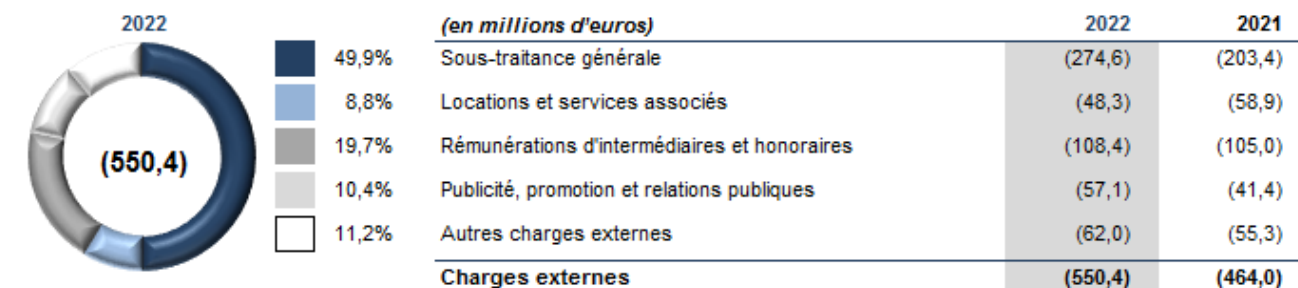 2022
(550,4)
(en millions d'euros) 2022 2021
49,9% Sous-traitance générale (274,6) (203,4)
8,8% Locations et services associés (48,3) (58,9)
19,7% Rémunérations d'intermédiaires et honoraires (108,4) (105,0)
10,4% Publicité, promotion et relations publiques (57,1) (41,4)
11,2% Autres charges externes (62,0) (55,3)
Charges externes (550,4) (464,0)